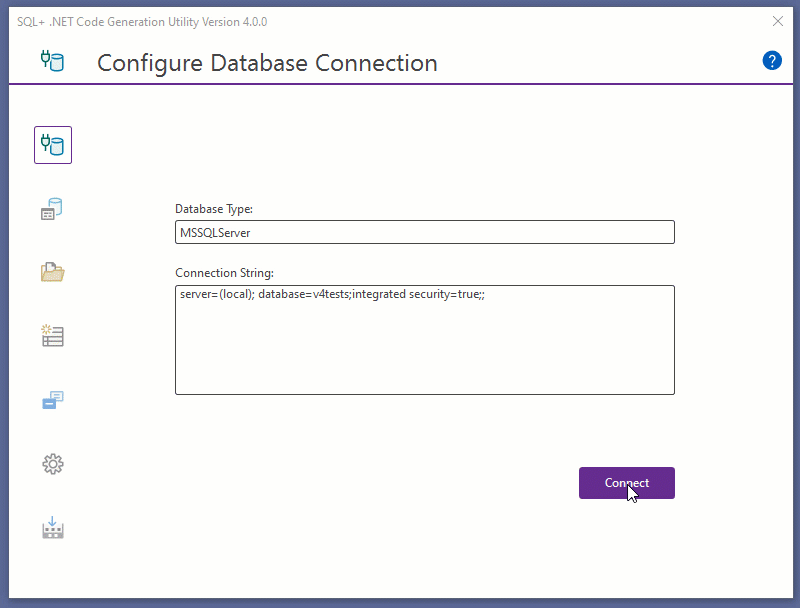 SQL+ .NET Code Generation Utility Version 4.0.0
Configure Database Connection
?
Database Type:
MSSQLServer
Connection String:
server=(local); database=v4tests;integrated security=true;;
Connect